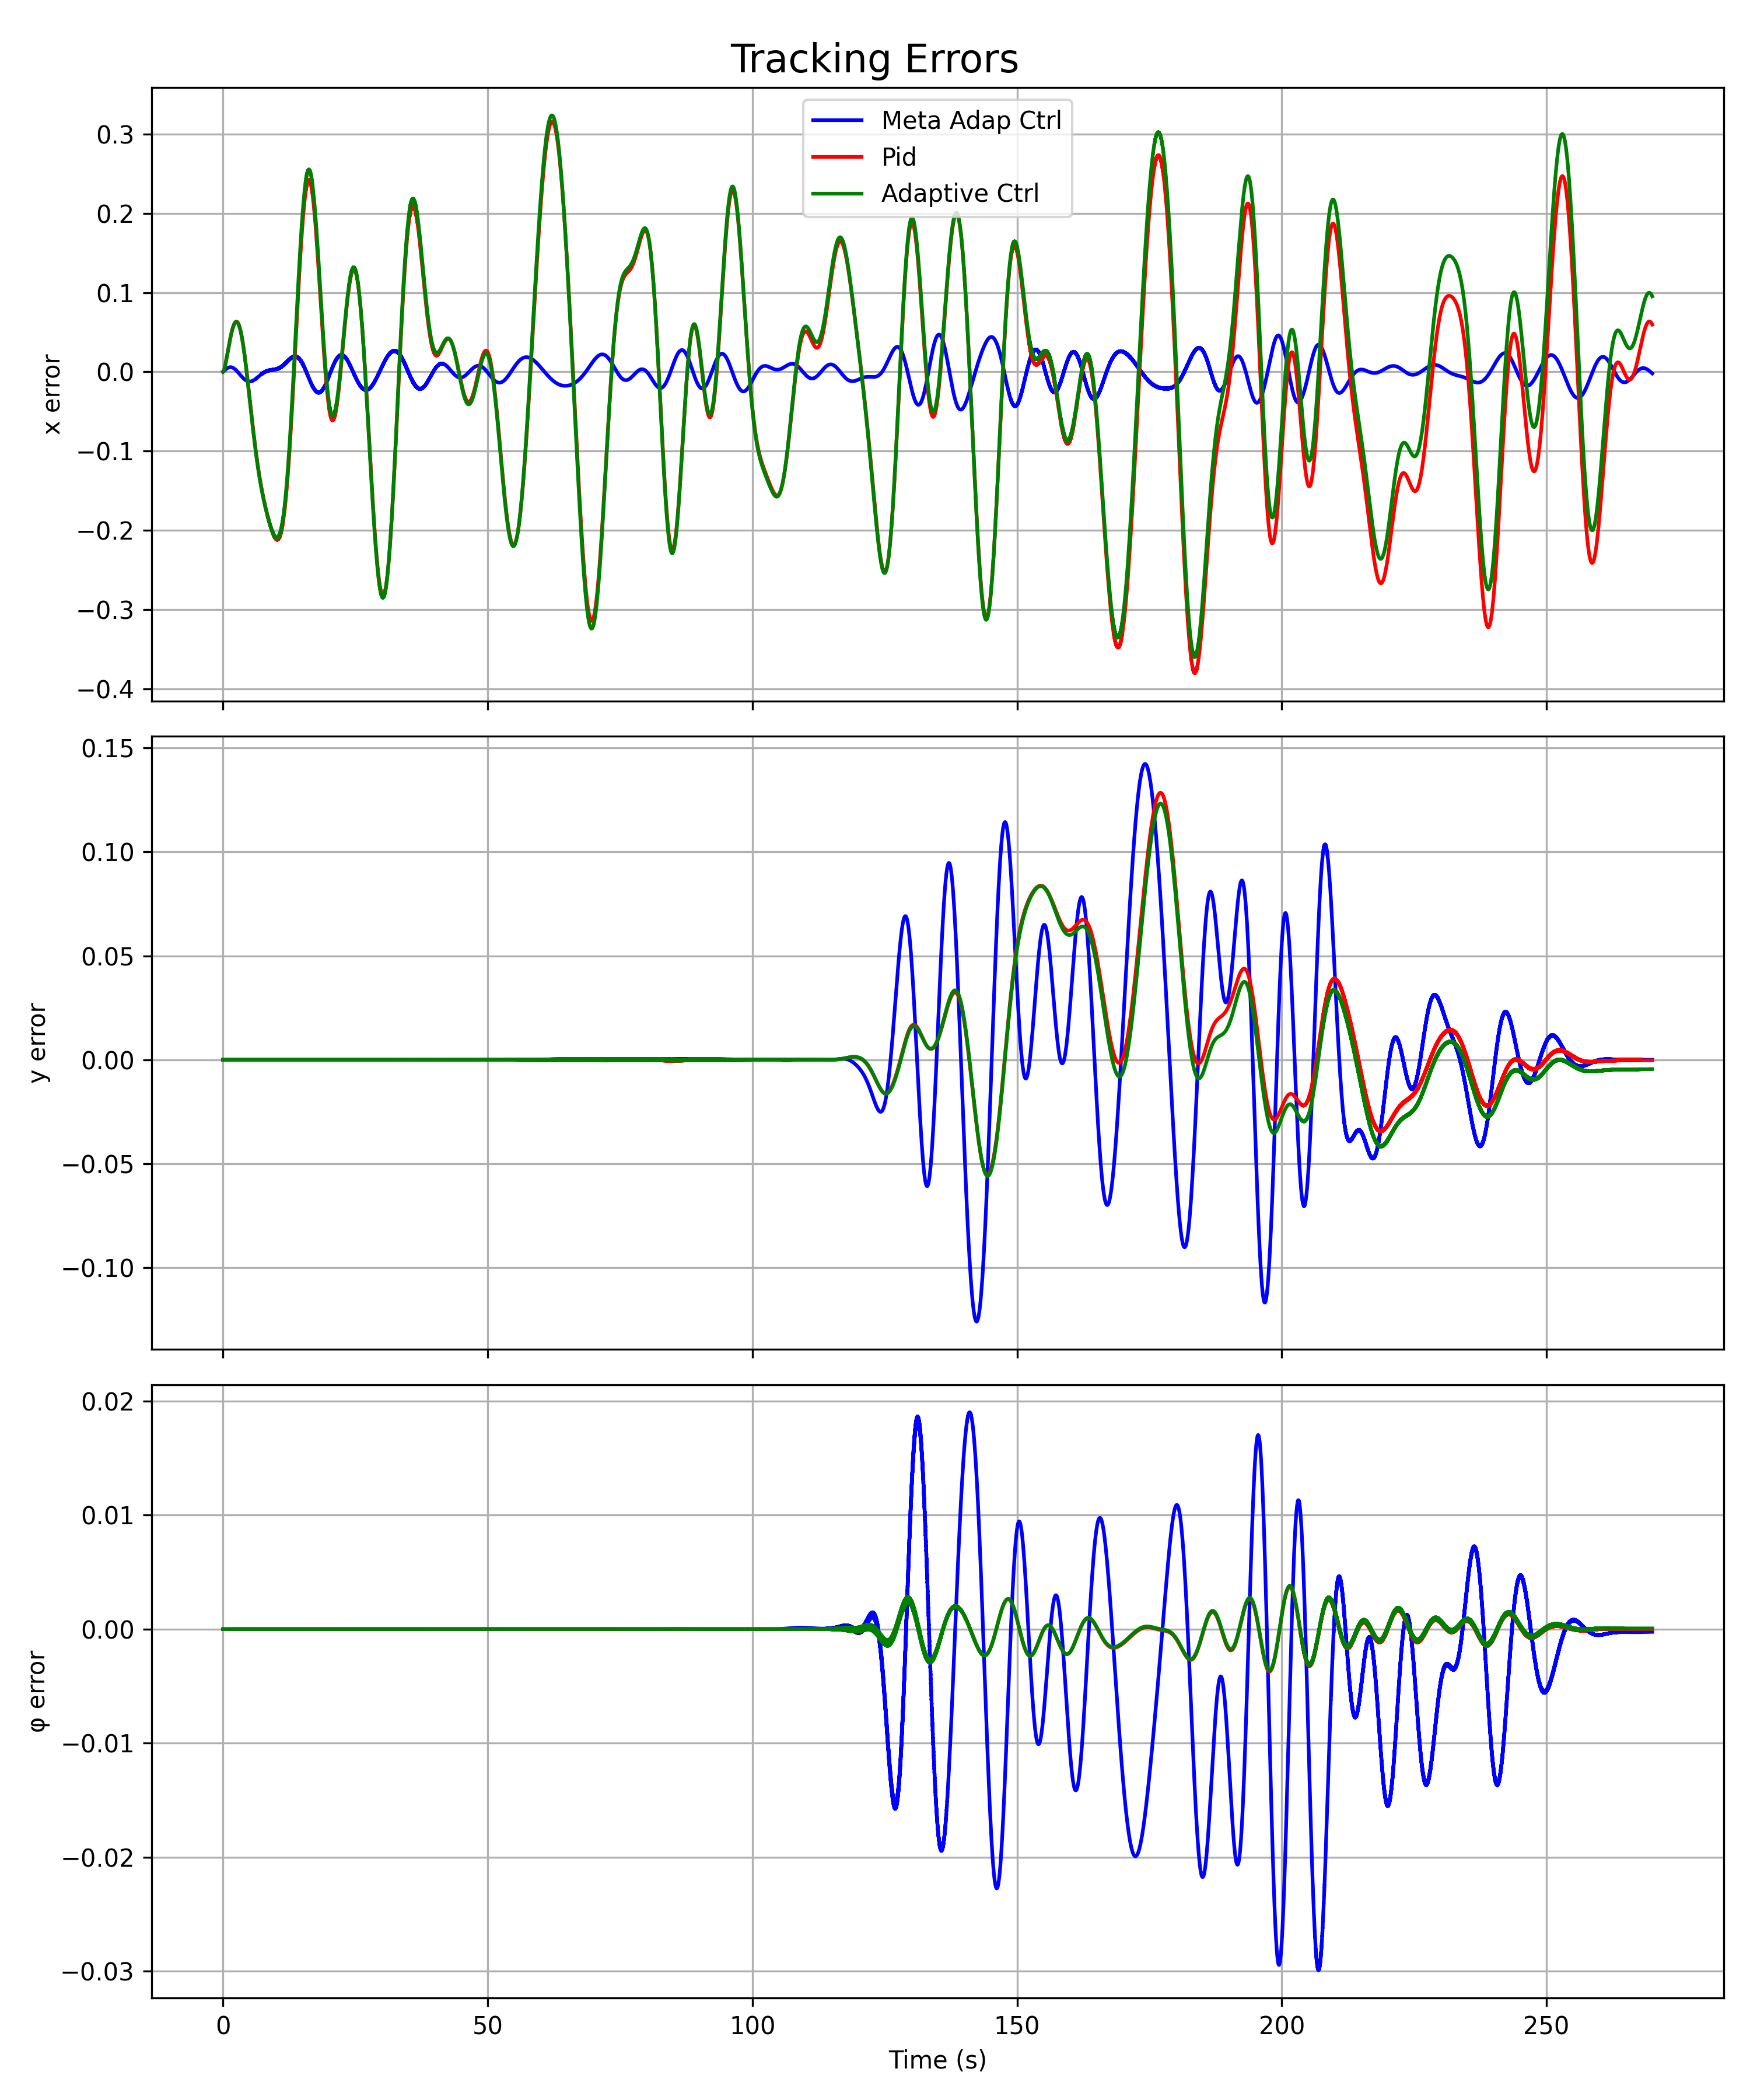 Tracking Errors
Meta Adap Ctrl
Pid
Adaptive Ctrl
0.3
0.2
0.1
0.0
−0.1
−0.2
−0.3
−0.4
x error
0.15
0.10
0.05
0.00
−0.05
−0.10
y error
0.02
0.01
0.00
−0.01
−0.02
−0.03
φ error
0 50 100 150 200 250
Time (s)